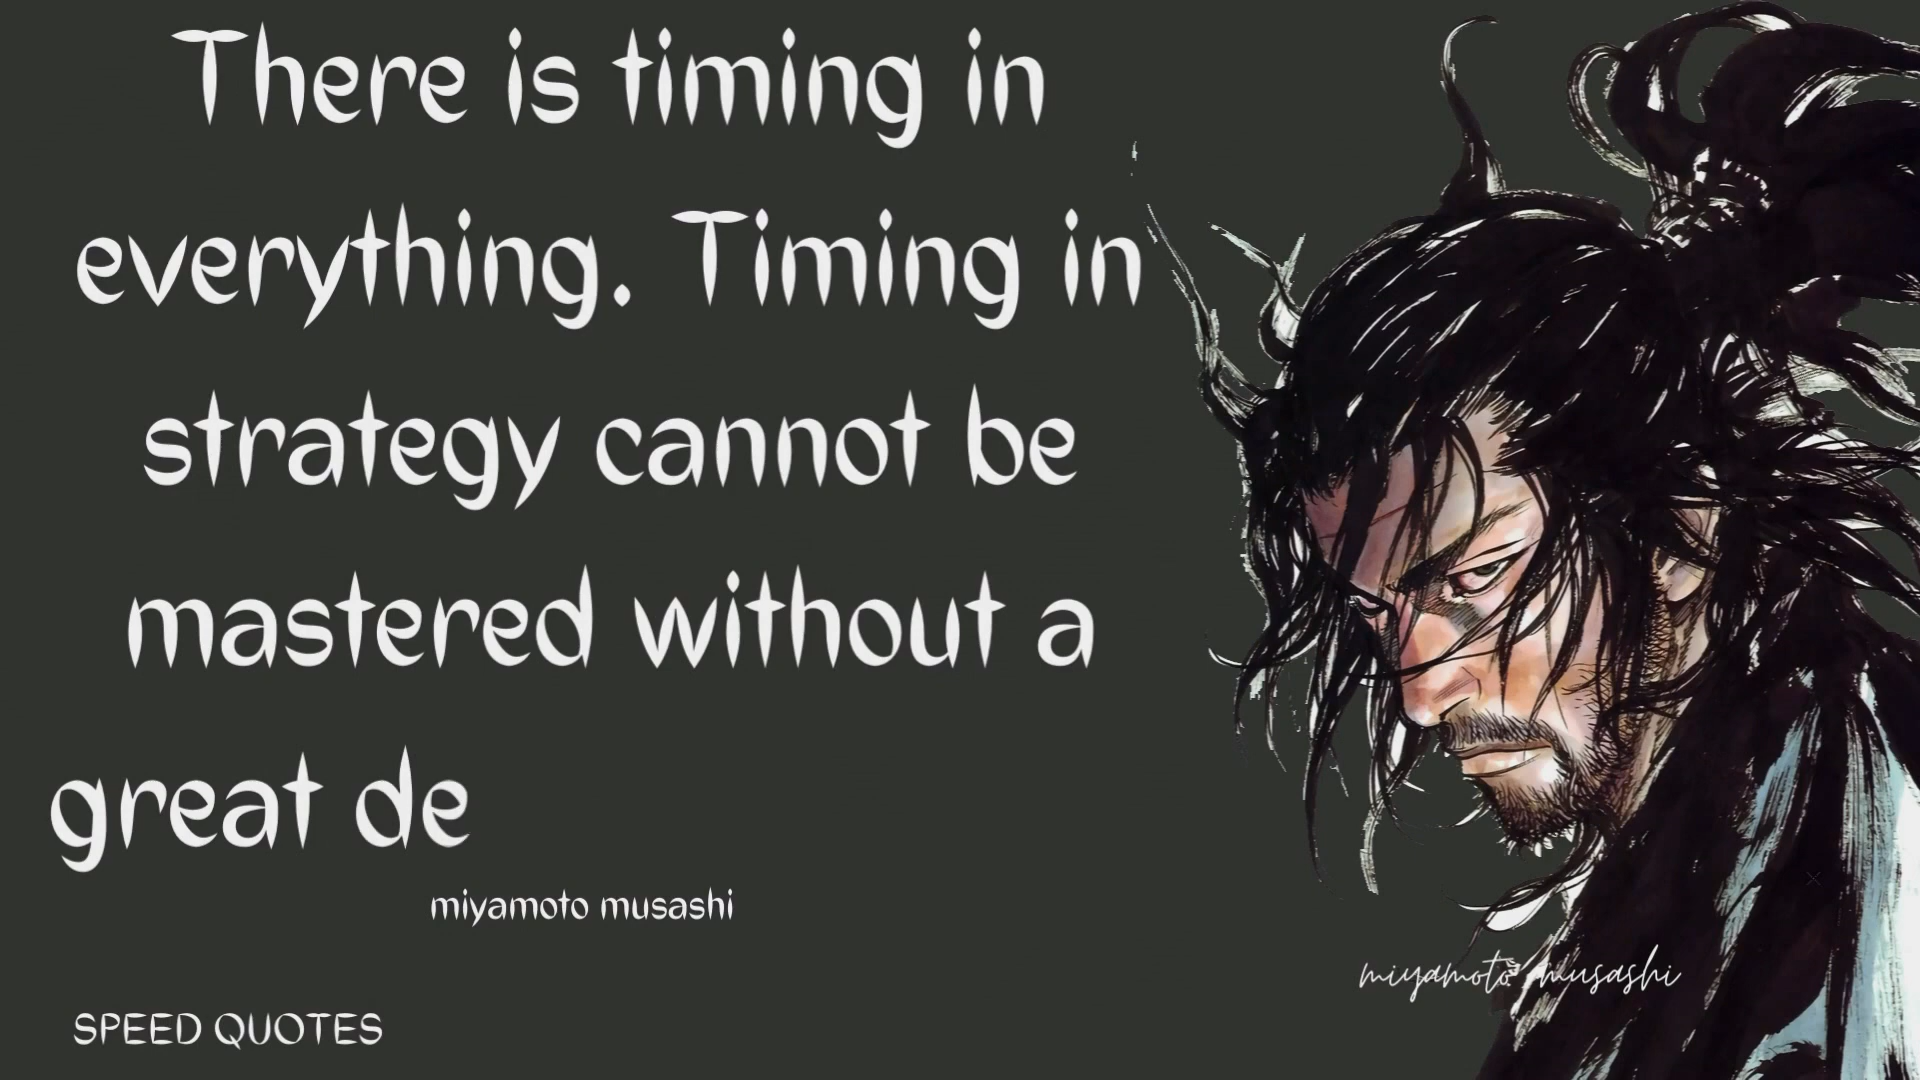 There is timing in
everything. Timing in
strategy cannot be
mastered without a
great de
miyamoto musashi
miyamoto musashi
SPEED QUOTES